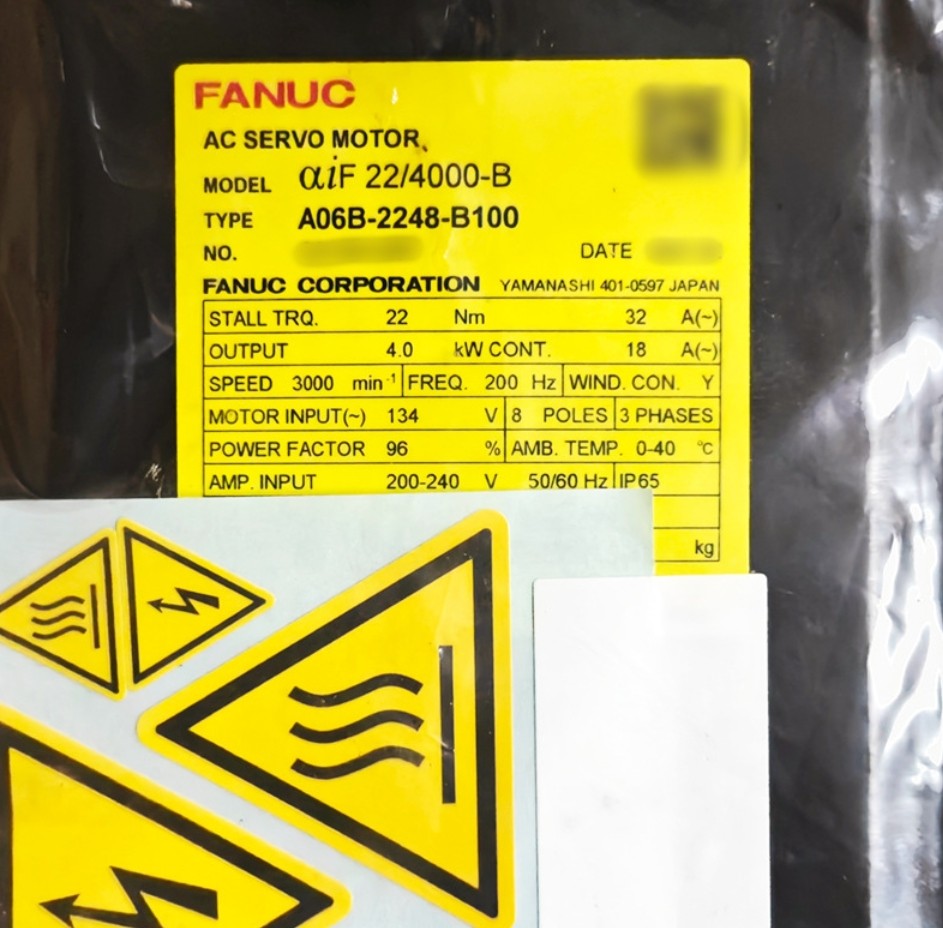 FANUC
AC SERVO MOTOR
MODEL αiF 22/4000-B
TYPE A06B-2248-B100
NO. DATE
FANUC CORPORATION YAMANASHI 401-0597 JAPAN
STALL TRQ. 22 Nm 32 A(~)
OUTPUT 4.0 kW CONT. 18 A(~)
SPEED 3000 min⁻¹ FREQ. 200 Hz WIND. CON. Y
MOTOR INPUT(~) 134 V 8 POLES 3 PHASES
POWER FACTOR 96 % AMB. TEMP. 0-40 °C
AMP. INPUT 200-240 V 50/60 Hz IP65
kg